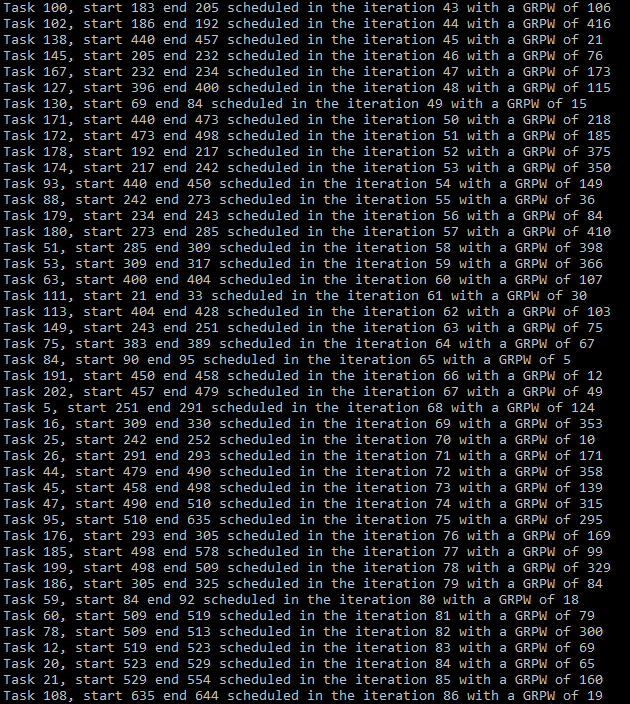 Task 100, start 183 end 205 scheduled in the iteration 43 with a GRPW of 106
Task 102, start 186 end 192 scheduled in the iteration 44 with a GRPW of 416
Task 138, start 440 end 457 scheduled in the iteration 45 with a GRPW of 21
Task 145, start 205 end 232 scheduled in the iteration 46 with a GRPW of 76
Task 167, start 232 end 234 scheduled in the iteration 47 with a GRPW of 173
Task 127, start 396 end 400 scheduled in the iteration 48 with a GRPW of 115
Task 130, start 69 end 84 scheduled in the iteration 49 with a GRPW of 15
Task 171, start 440 end 473 scheduled in the iteration 50 with a GRPW of 218
Task 172, start 473 end 498 scheduled in the iteration 51 with a GRPW of 185
Task 178, start 192 end 217 scheduled in the iteration 52 with a GRPW of 375
Task 174, start 217 end 242 scheduled in the iteration 53 with a GRPW of 350
Task 93, start 440 end 450 scheduled in the iteration 54 with a GRPW of 149
Task 88, start 242 end 273 scheduled in the iteration 55 with a GRPW of 36
Task 179, start 234 end 243 scheduled in the iteration 56 with a GRPW of 84
Task 180, start 273 end 285 scheduled in the iteration 57 with a GRPW of 410
Task 51, start 285 end 309 scheduled in the iteration 58 with a GRPW of 398
Task 53, start 309 end 317 scheduled in the iteration 59 with a GRPW of 366
Task 63, start 400 end 404 scheduled in the iteration 60 with a GRPW of 107
Task 111, start 21 end 33 scheduled in the iteration 61 with a GRPW of 30
Task 113, start 404 end 428 scheduled in the iteration 62 with a GRPW of 103
Task 149, start 243 end 251 scheduled in the iteration 63 with a GRPW of 75
Task 75, start 383 end 389 scheduled in the iteration 64 with a GRPW of 67
Task 84, start 90 end 95 scheduled in the iteration 65 with a GRPW of 5
Task 191, start 450 end 458 scheduled in the iteration 66 with a GRPW of 12
Task 202, start 457 end 479 scheduled in the iteration 67 with a GRPW of 49
Task 5, start 251 end 291 scheduled in the iteration 68 with a GRPW of 124
Task 16, start 309 end 330 scheduled in the iteration 69 with a GRPW of 353
Task 25, start 242 end 252 scheduled in the iteration 70 with a GRPW of 10
Task 26, start 291 end 293 scheduled in the iteration 71 with a GRPW of 171
Task 44, start 479 end 490 scheduled in the iteration 72 with a GRPW of 358
Task 45, start 458 end 498 scheduled in the iteration 73 with a GRPW of 139
Task 47, start 490 end 510 scheduled in the iteration 74 with a GRPW of 315
Task 95, start 510 end 635 scheduled in the iteration 75 with a GRPW of 295
Task 176, start 293 end 305 scheduled in the iteration 76 with a GRPW of 169
Task 185, start 498 end 578 scheduled in the iteration 77 with a GRPW of 99
Task 199, start 498 end 509 scheduled in the iteration 78 with a GRPW of 329
Task 186, start 305 end 325 scheduled in the iteration 79 with a GRPW of 84
Task 59, start 84 end 92 scheduled in the iteration 80 with a GRPW of 18
Task 60, start 509 end 519 scheduled in the iteration 81 with a GRPW of 79
Task 78, start 509 end 513 scheduled in the iteration 82 with a GRPW of 300
Task 12, start 519 end 523 scheduled in the iteration 83 with a GRPW of 69
Task 20, start 523 end 529 scheduled in the iteration 84 with a GRPW of 65
Task 21, start 529 end 554 scheduled in the iteration 85 with a GRPW of 160
Task 108, start 635 end 644 scheduled in the iteration 86 with a GRPW of 19